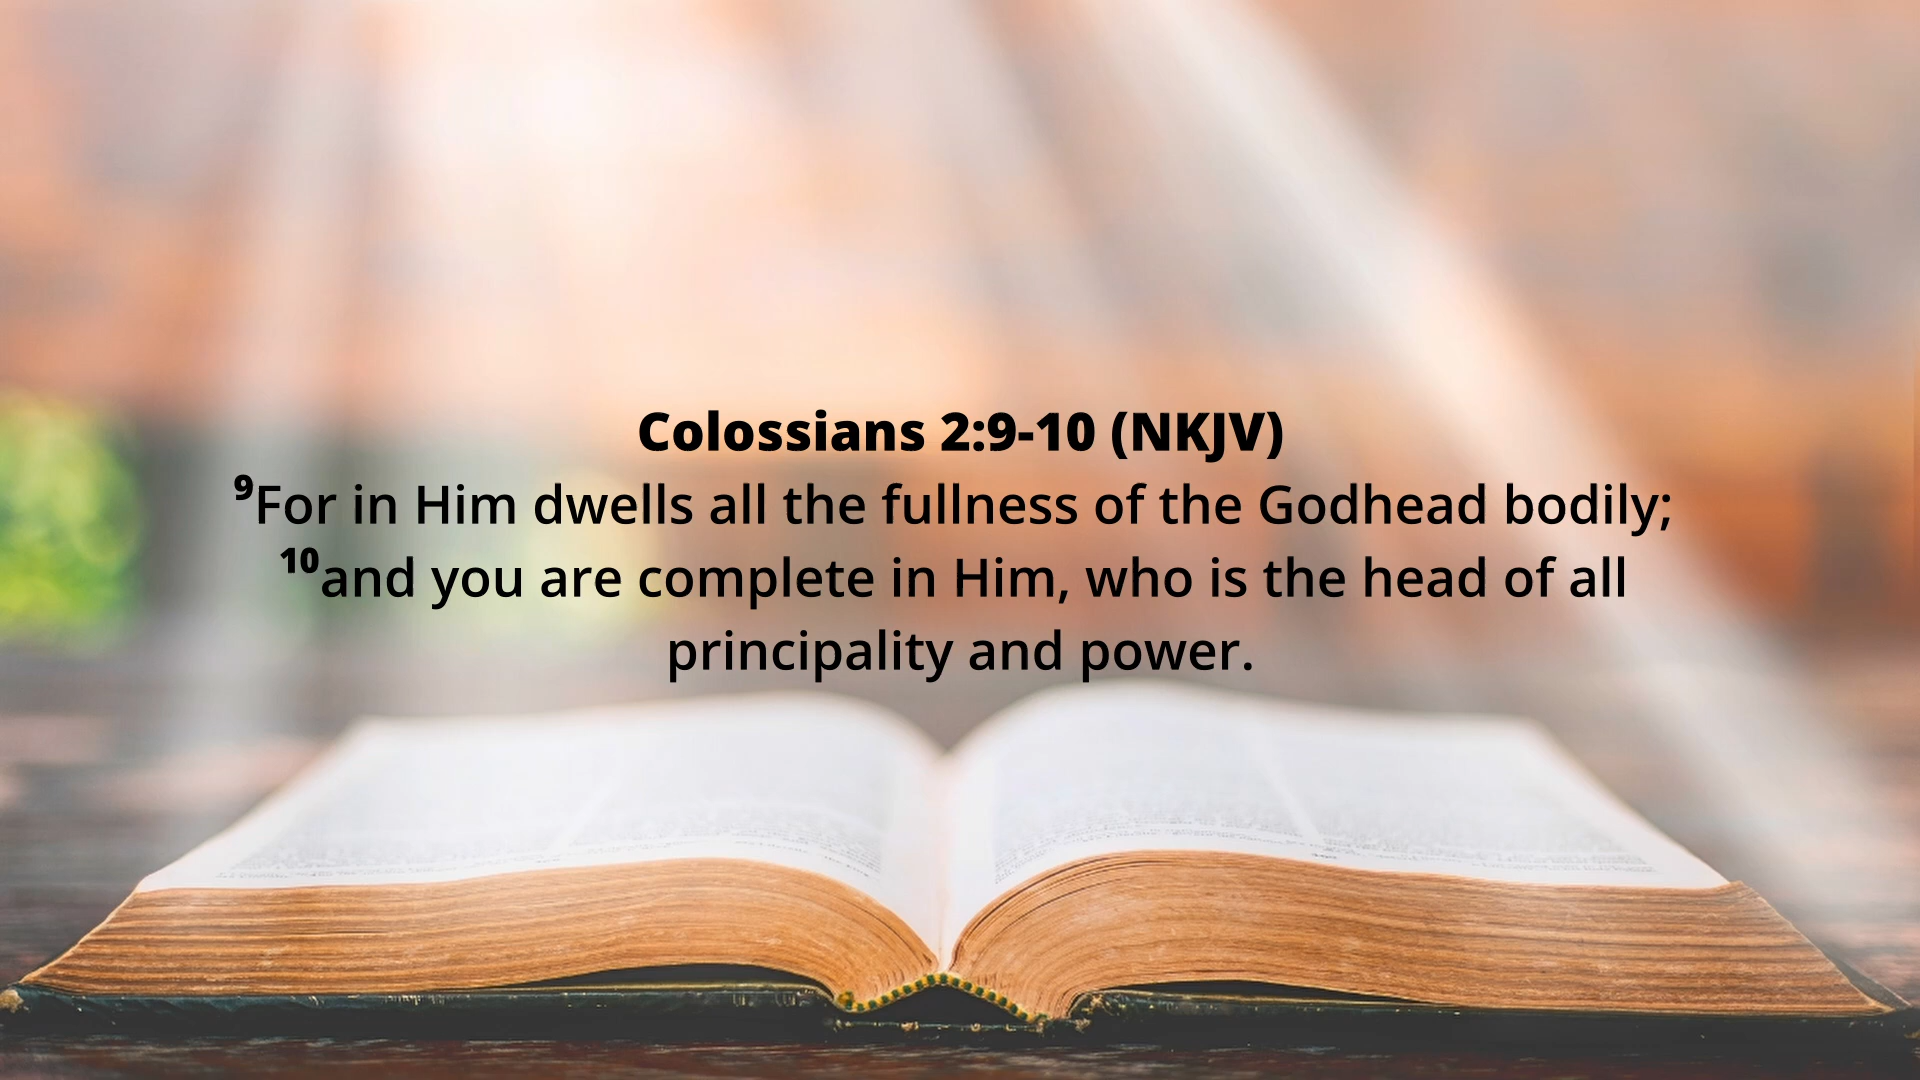 Colossians 2:9-10 (NKJV)
⁹For in Him dwells all the fullness of the Godhead bodily;
¹⁰and you are complete in Him, who is the head of all
principality and power.